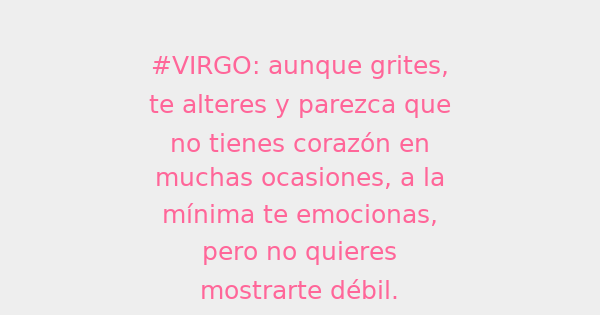 #VIRGO: aunque grites,
te alteres y parezca que
no tienes corazón en
muchas ocasiones, a la
mínima te emocionas,
pero no quieres
mostrarte débil.